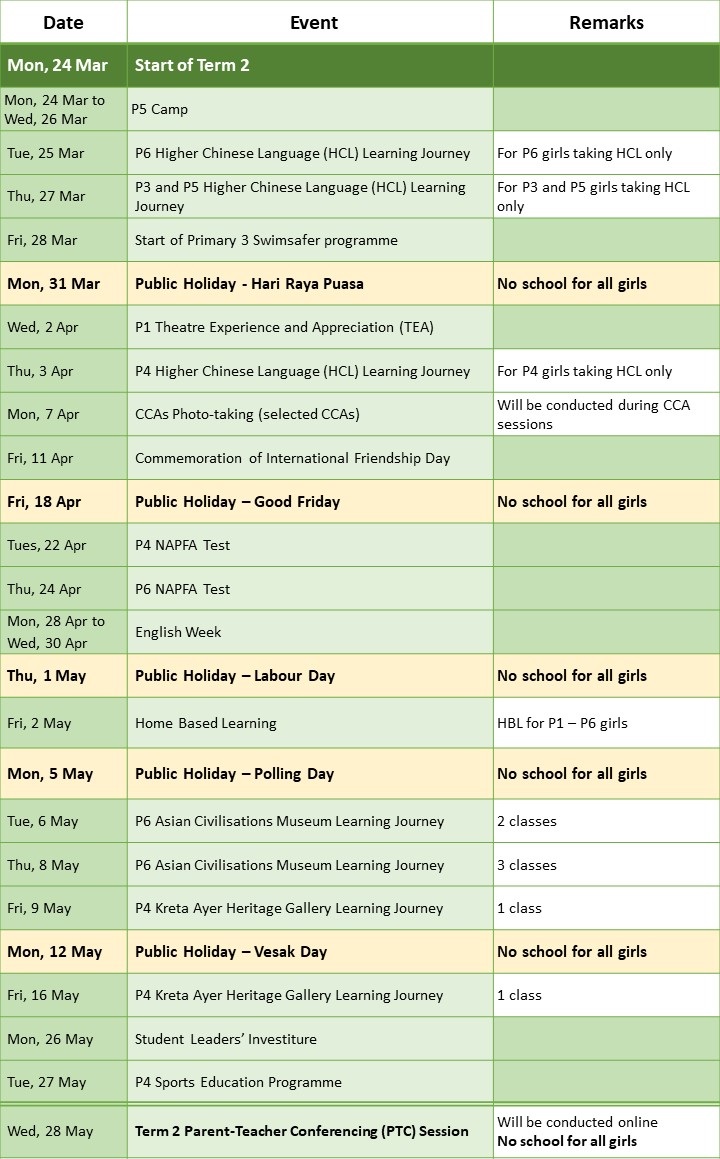 Date Event Remarks
Mon, 24 Mar Start of Term 2
Mon, 24 Mar to
Wed, 26 Mar
P5 Camp
Tue, 25 Mar P6 Higher Chinese Language (HCL) Learning Journey For P6 girls taking HCL only
Thu, 27 Mar
P3 and P5 Higher Chinese Language (HCL) Learning
Journey
For P3 and P5 girls taking HCL
only
Fri, 28 Mar Start of Primary 3 Swimsafer programme
Mon, 31 Mar Public Holiday - Hari Raya Puasa No school for all girls
Wed, 2 Apr P1 Theatre Experience and Appreciation (TEA)
Thu, 3 Apr P4 Higher Chinese Language (HCL) Learning Journey For P4 girls taking HCL only
Mon, 7 Apr CCAs Photo-taking (selected CCAs)
Will be conducted during CCA
sessions
Fri, 11 Apr Commemoration of International Friendship Day
Fri, 18 Apr Public Holiday – Good Friday No school for all girls
Tues, 22 Apr P4 NAPFA Test
Thu, 24 Apr P6 NAPFA Test
Mon, 28 Apr to
Wed, 30 Apr
English Week
Thu, 1 May Public Holiday – Labour Day No school for all girls
Fri, 2 May Home Based Learning HBL for P1 – P6 girls
Mon, 5 May Public Holiday – Polling Day No school for all girls
Tue, 6 May P6 Asian Civilisations Museum Learning Journey 2 classes
Thu, 8 May P6 Asian Civilisations Museum Learning Journey 3 classes
Fri, 9 May P4 Kreta Ayer Heritage Gallery Learning Journey 1 class
Mon, 12 May Public Holiday – Vesak Day No school for all girls
Fri, 16 May P4 Kreta Ayer Heritage Gallery Learning Journey 1 class
Mon, 26 May Student Leaders’ Investiture
Tue, 27 May P4 Sports Education Programme
Wed, 28 May Term 2 Parent-Teacher Conferencing (PTC) Session
Will be conducted online
No school for all girls